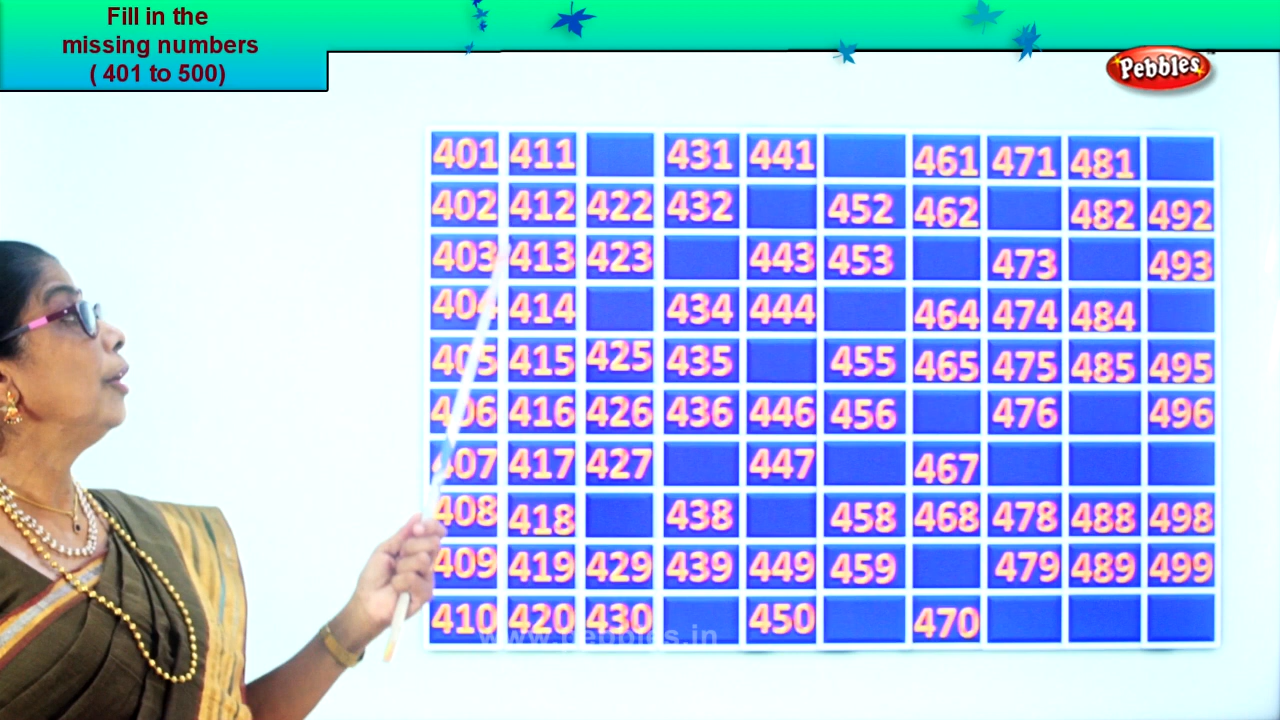 Fill in the
missing numbers
( 401 to 500)
Pebbles
401 411 431 441 461 471 481
402 412 422 432 452 462 482 492
403 413 423 443 453 473 493
404 414 434 444 464 474 484
405 415 425 435 455 465 475 485 495
406 416 426 436 446 456 476 496
407 417 427 447 467
408 418 438 458 468 478 488 498
409 419 429 439 449 459 479 489 499
410 420 430 450 470
www.pebbles.in